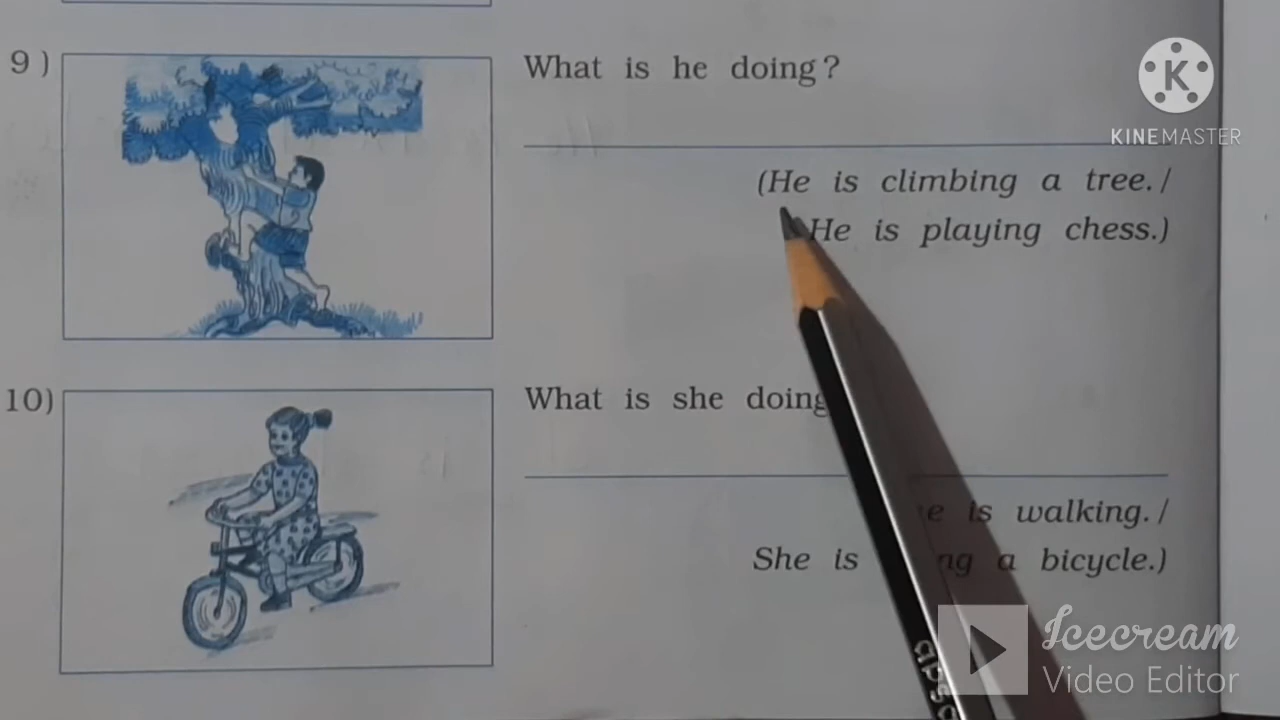 9 )
What is he doing ?
(He is climbing a tree. /
He is playing chess.)
10)
What is she doing
is walking. /
She is a bicycle.)
apsara
K
KINEMASTER
Icecream
Video Editor